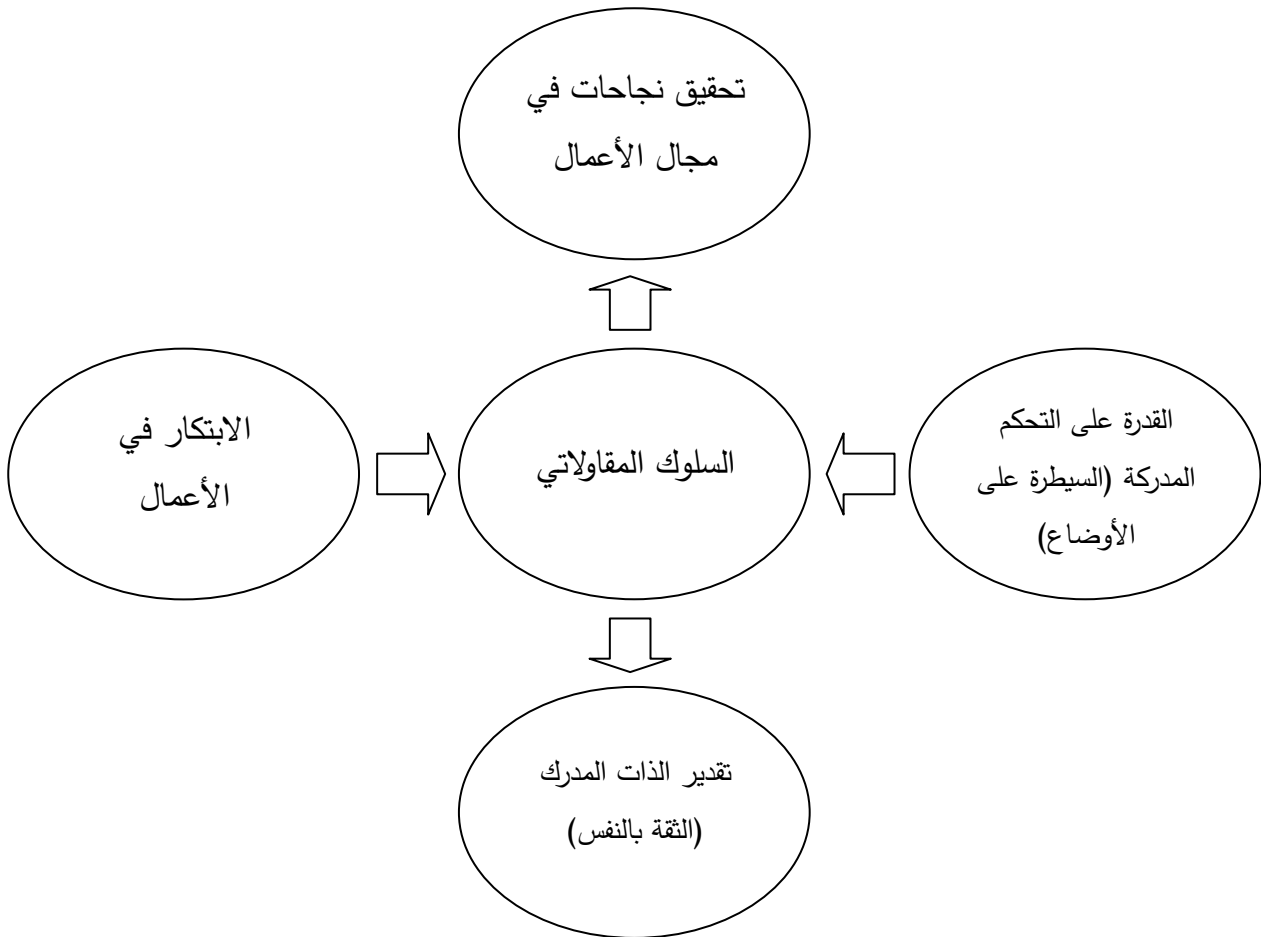 تحقيق نجاحات في
مجال الأعمال
القدرة على التحكم
المدركة (السيطرة على
الأوضاع)
السلوك المقاولاتي
الابتكار في
الأعمال
تقدير الذات المدرك
(الثقة بالنفس)